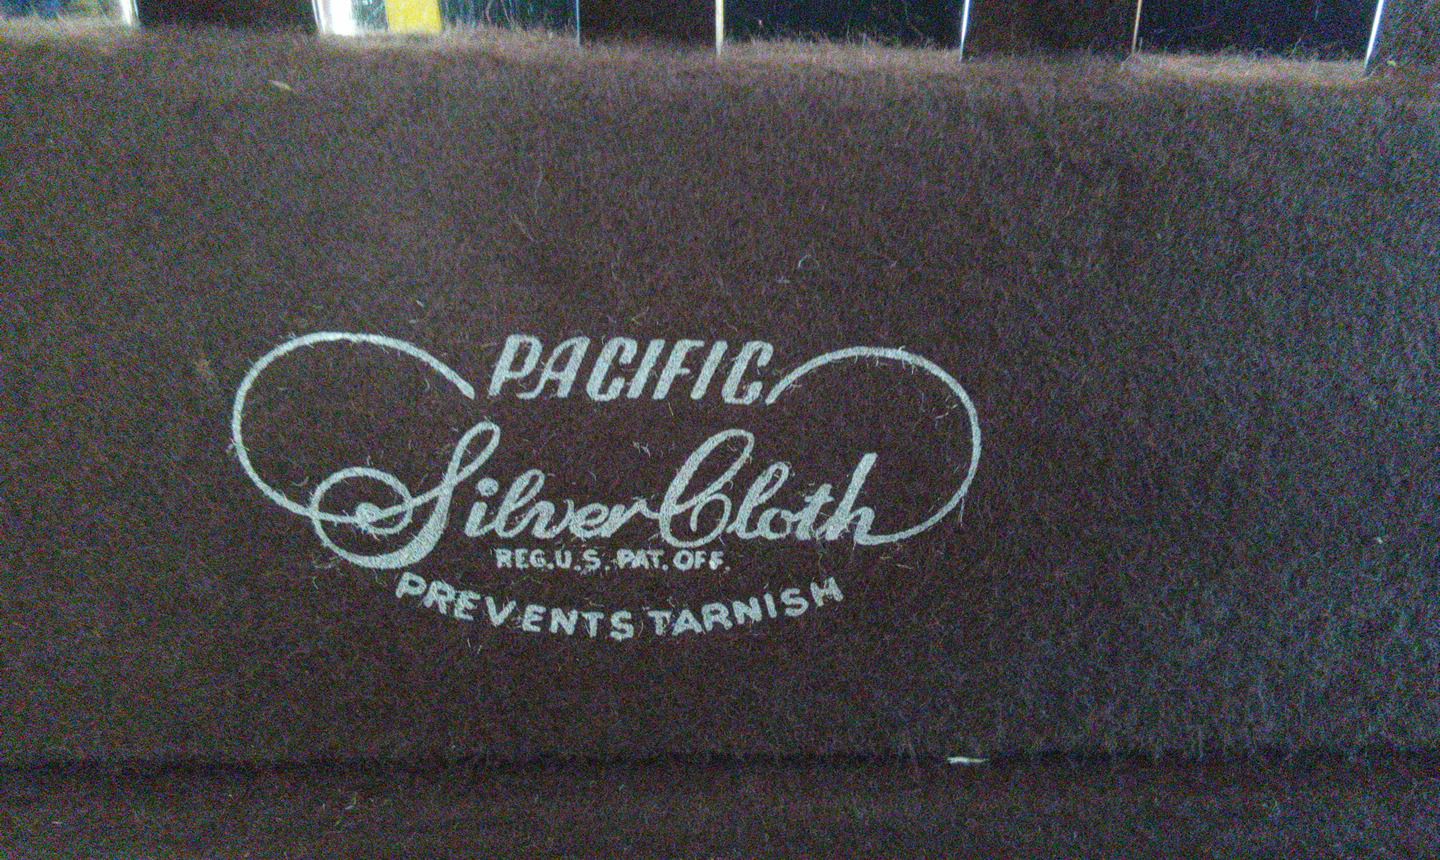 PACIFIC
Silver Cloth
REG. U.S. PAT. OFF.
PREVENTS TARNISH